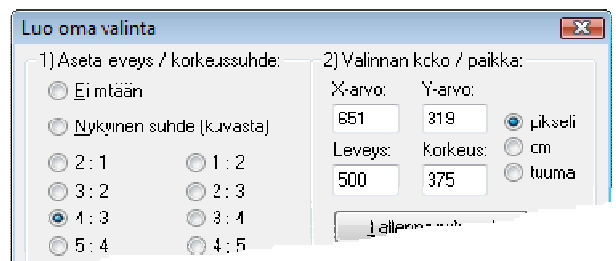 Luo oma valinta
1) Aseta leveys / korkeussuhde:
Ei mitään
Nykyinen suhde (kuvasta)
2 : 1
1 : 2
3 : 2
2 : 3
4 : 3
3 : 4
5 : 4
4 : 5
2) Valinnan koko / paikka:
X-arvo:
Y-arvo:
651
319
Leveys:
Korkeus:
500
375
pikseli
cm
tuuma